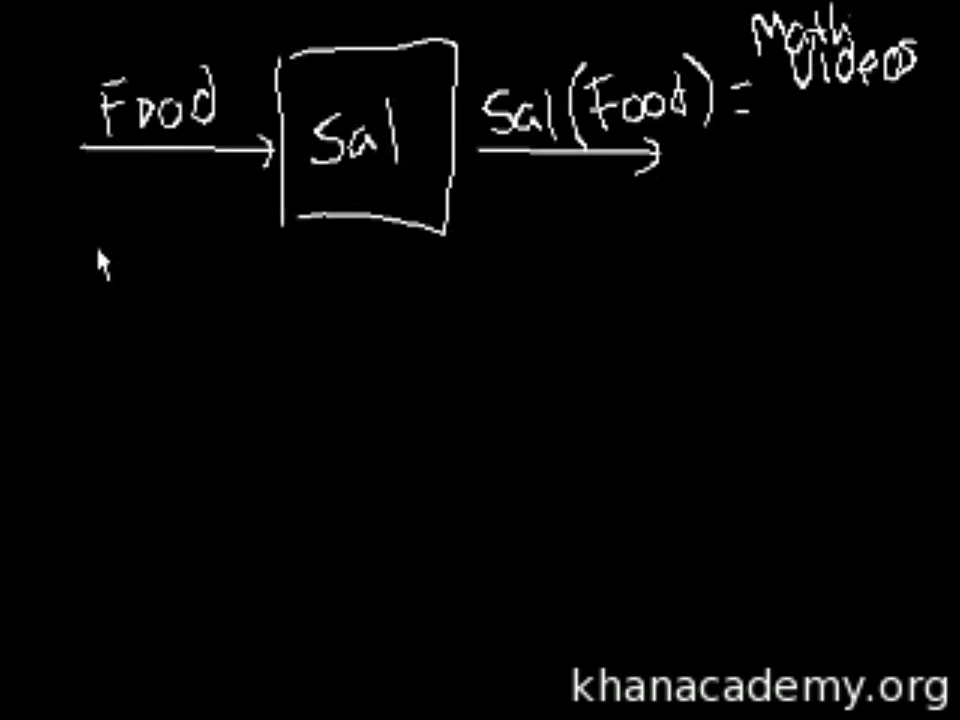 Food
Sal
Sal(Food) =
Math
Videos
khanacademy.org